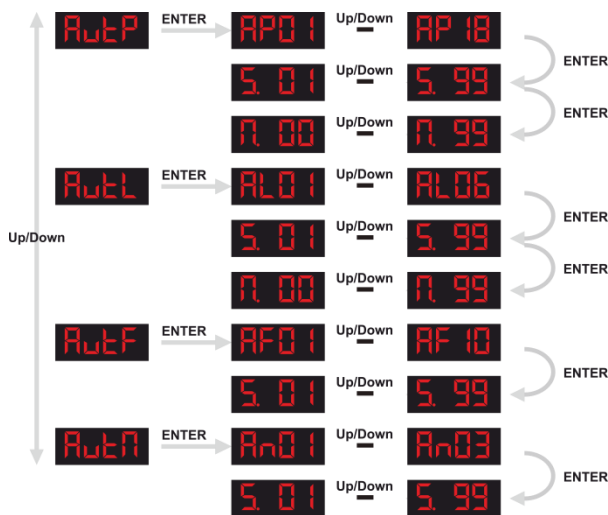 AutP ENTER AP01 Up/Down AP18
ENTER
S. 01 Up/Down S. 99
ENTER
M. 00 Up/Down M. 99
AutL ENTER AL01 Up/Down AL06
ENTER
Up/Down
S. 01 Up/Down S. 99
ENTER
M. 00 Up/Down M. 99
AutF ENTER AF01 Up/Down AF10
ENTER
S. 01 Up/Down S. 99
AutM ENTER An01 Up/Down An03
ENTER
S. 01 Up/Down S. 99